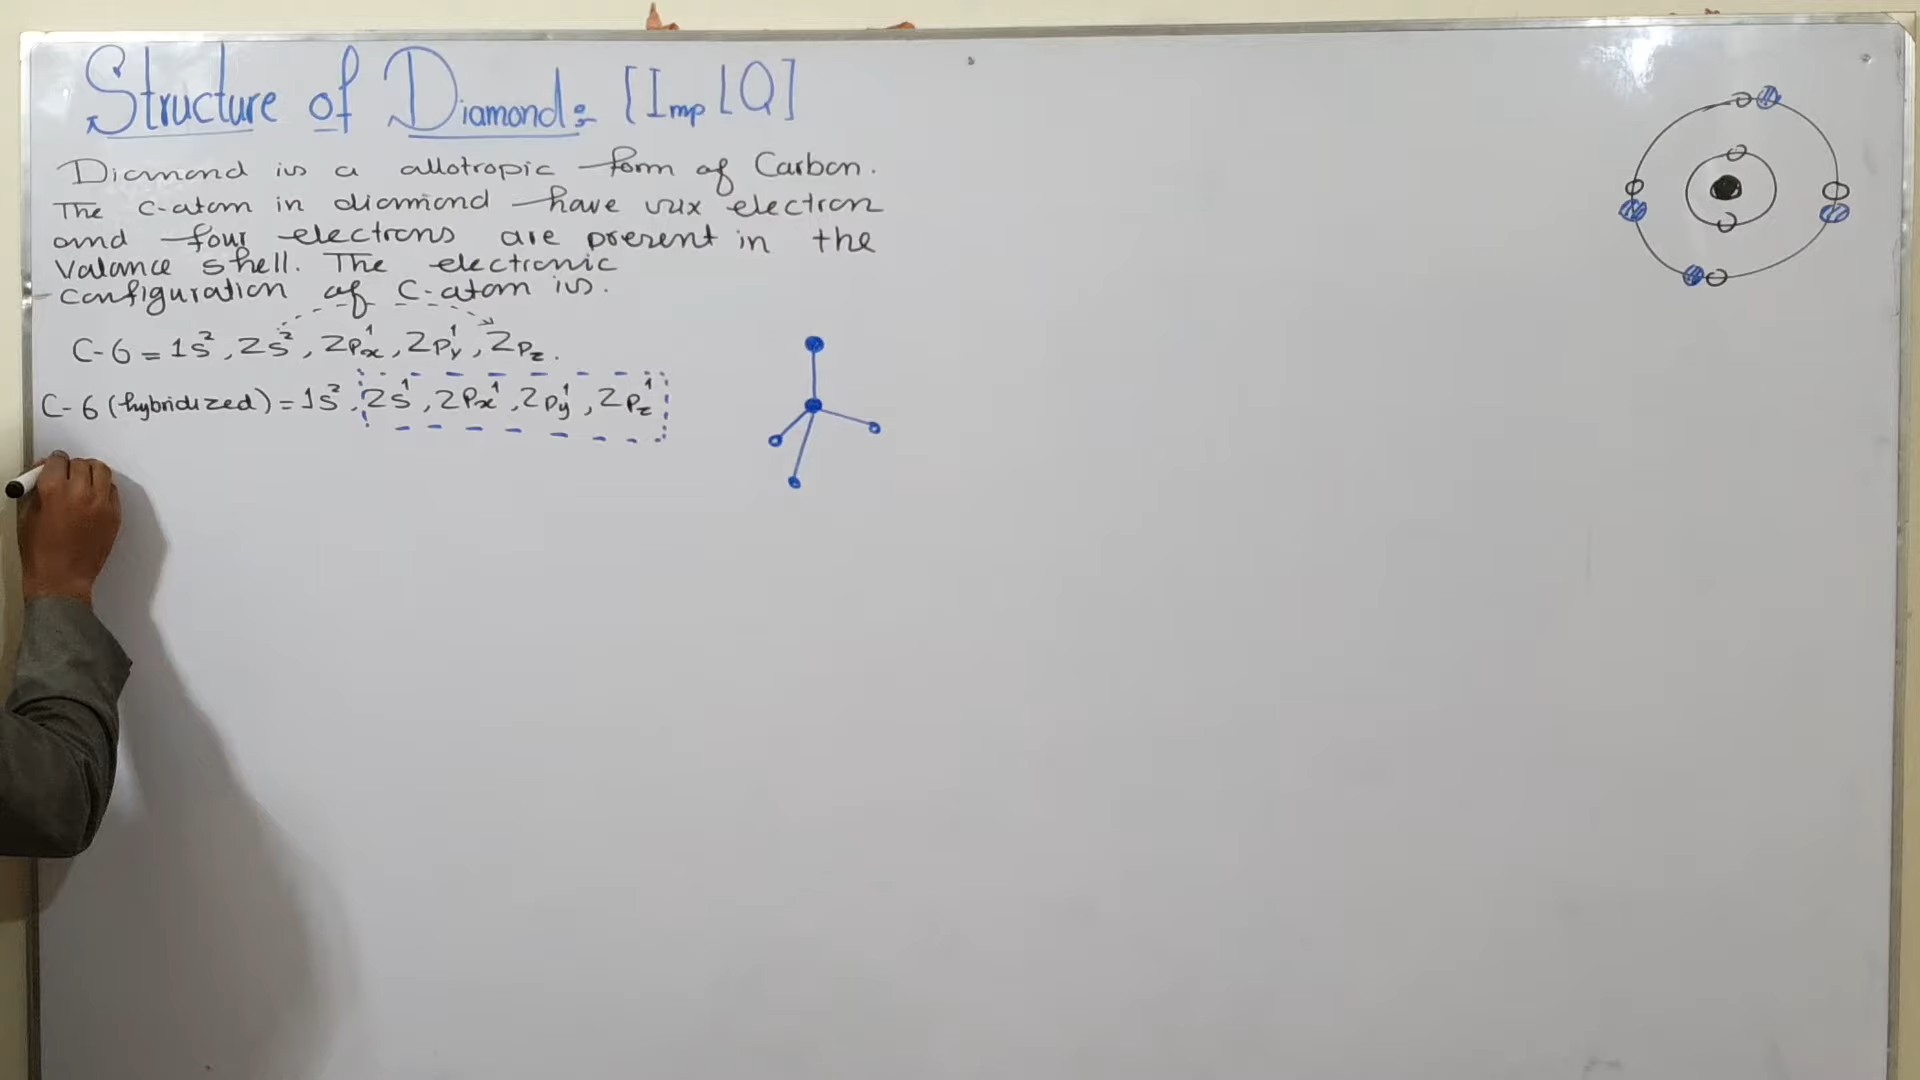 Structure of Diamond:- [Imp LQ]
Diamond is a allotropic form of Carbon.
The C-atom in diamond have six electron
and four electrons are present in the
Valance shell. The electronic
configuration of C-atom is.
C-6 = 1s², 2s², 2px¹, 2py¹, 2pz.
C-6 (hybridized) = 1s², 2s¹, 2px¹, 2py¹, 2pz¹